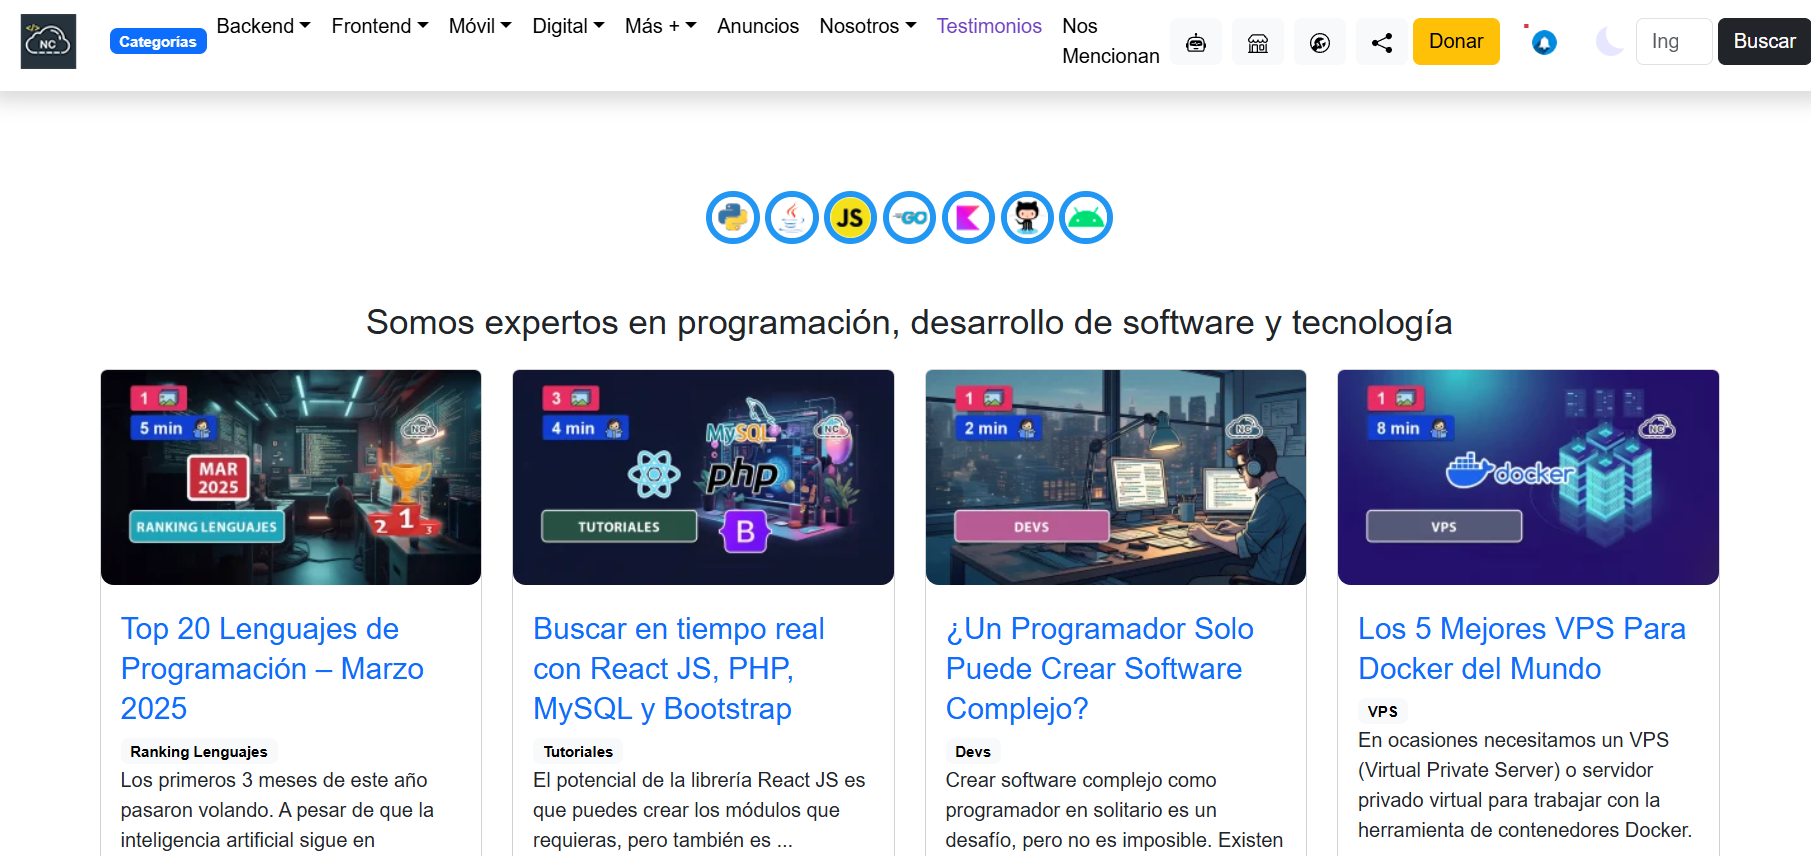 NC
Categorías
Backend
Frontend
Móvil
Digital
Más +
Anuncios
Nosotros
Testimonios
Nos
Mencionan
Donar
Ing
Buscar
JS
GO
Somos expertos en programación, desarrollo de software y tecnología
1
5 min
NC
MAR
2025
RANKING LENGUAJES
2 1 3
Top 20 Lenguajes de
Programación – Marzo
2025
Ranking Lenguajes
Los primeros 3 meses de este año
pasaron volando. A pesar de que la
inteligencia artificial sigue en
3
4 min
MySQL
NC
php
TUTORIALES
B
Buscar en tiempo real
con React JS, PHP,
MySQL y Bootstrap
Tutoriales
El potencial de la librería React JS es
que puedes crear los módulos que
requieras, pero también es ...
1
2 min
NC
DEVS
¿Un Programador Solo
Puede Crear Software
Complejo?
Devs
Crear software complejo como
programador en solitario es un
desafío, pero no es imposible. Existen
1
8 min
NC
docker
VPS
Los 5 Mejores VPS Para
Docker del Mundo
VPS
En ocasiones necesitamos un VPS
(Virtual Private Server) o servidor
privado virtual para trabajar con la
herramienta de contenedores Docker.